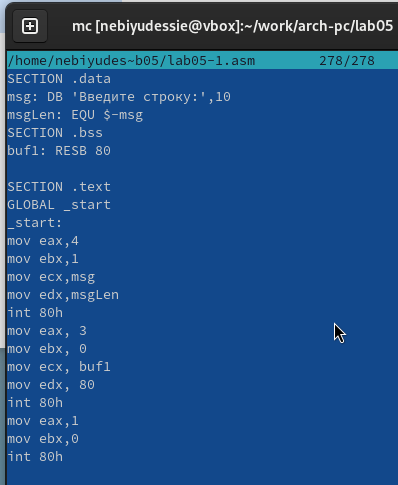 mc [nebiyudessie@vbox]:~/work/arch-pc/lab05
/home/nebiyudes~b05/lab05-1.asm 278/278
SECTION .data
msg: DB 'Введите строку:',10
msgLen: EQU $-msg
SECTION .bss
buf1: RESB 80
SECTION .text
GLOBAL _start
_start:
mov eax,4
mov ebx,1
mov ecx,msg
mov edx,msgLen
int 80h
mov eax, 3
mov ebx, 0
mov ecx, buf1
mov edx, 80
int 80h
mov eax,1
mov ebx,0
int 80h